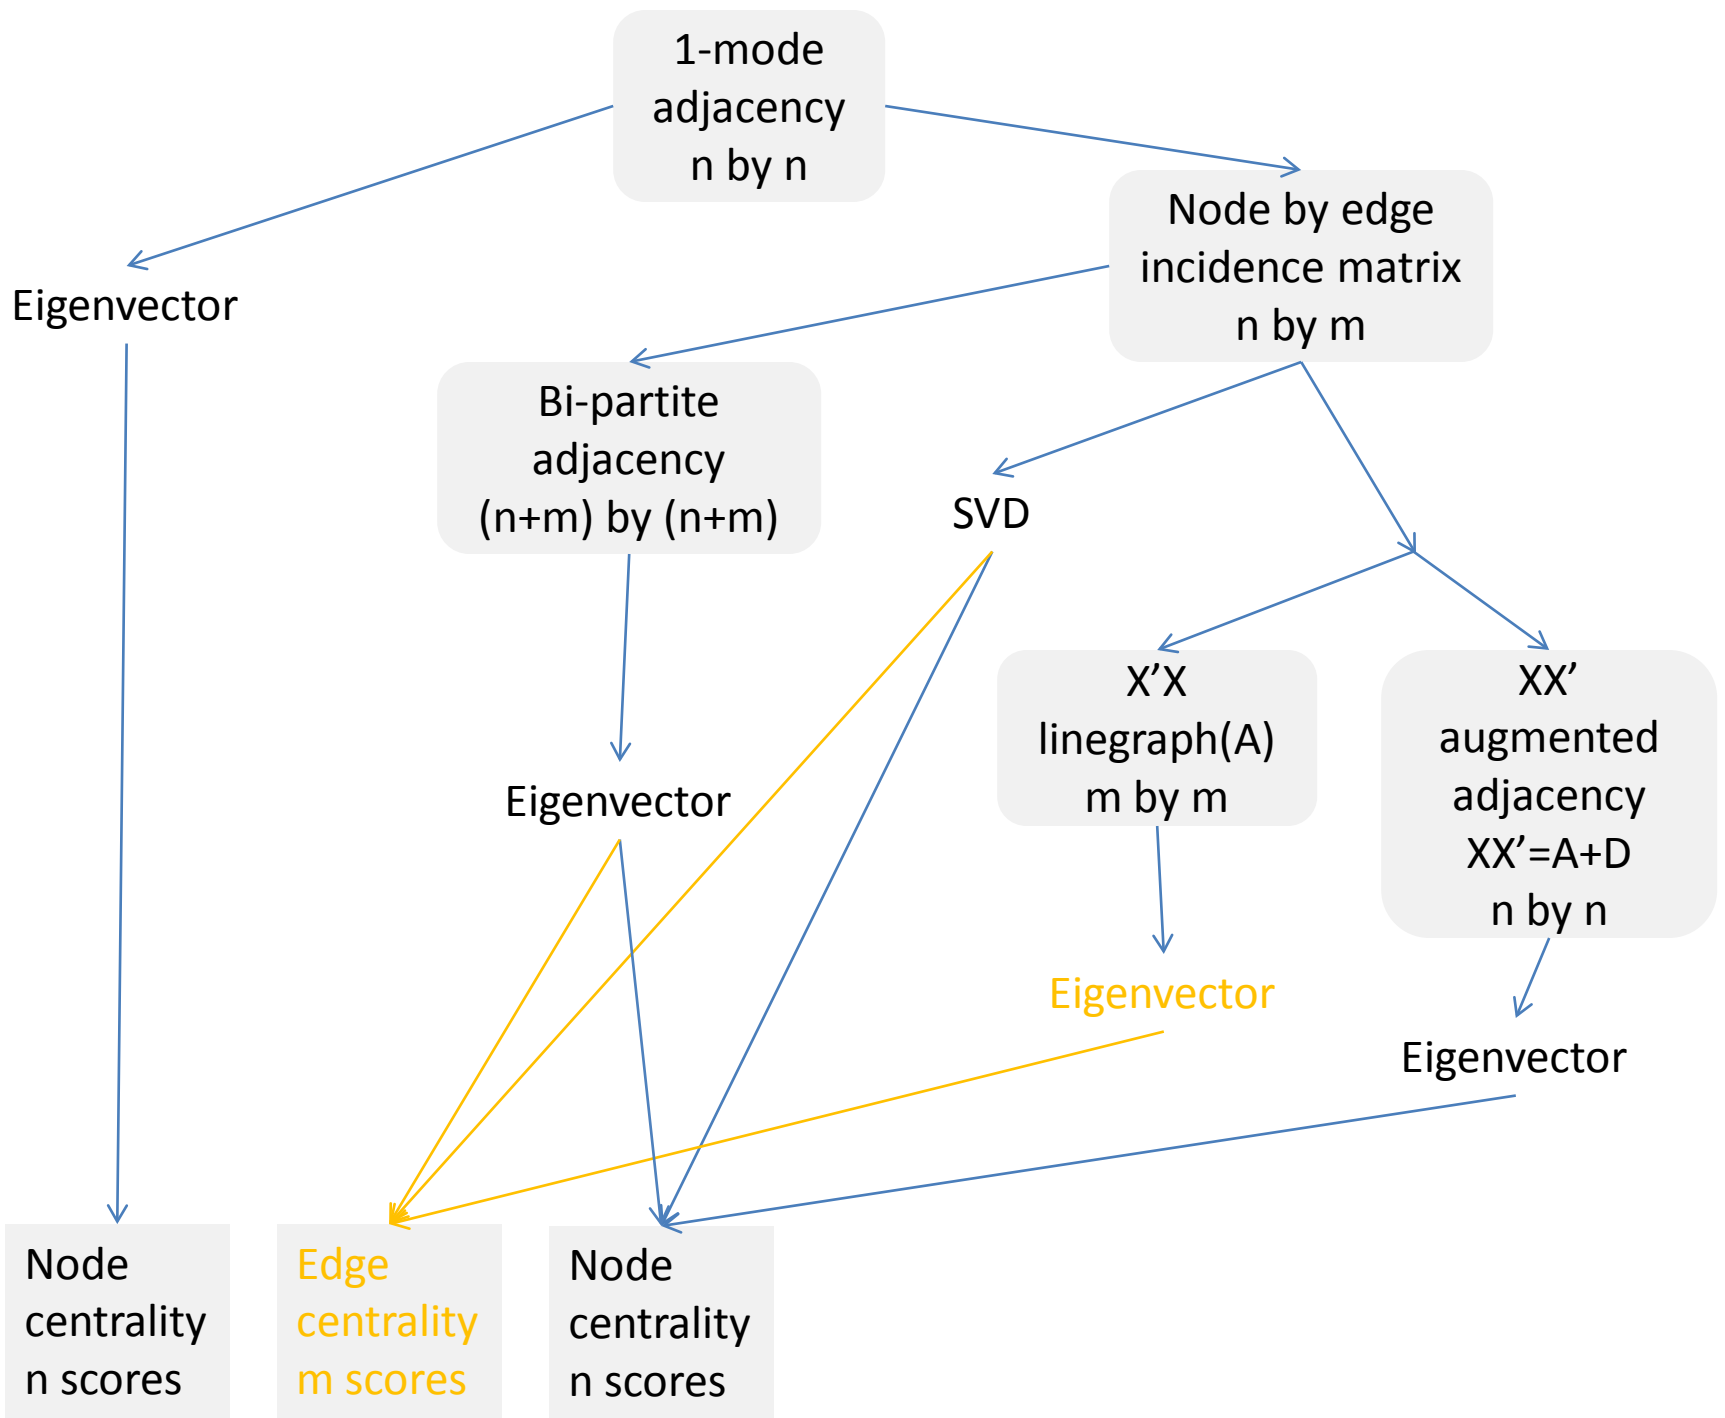 1-mode
adjacency
n by n
Node by edge
incidence matrix
n by m
Eigenvector
Bi-partite
adjacency
(n+m) by (n+m)
SVD
X’X
linegraph(A)
m by m
XX’
augmented
adjacency
XX’=A+D
n by n
Eigenvector
Eigenvector
Eigenvector
Node
centrality
n scores
Edge
centrality
m scores
Node
centrality
n scores